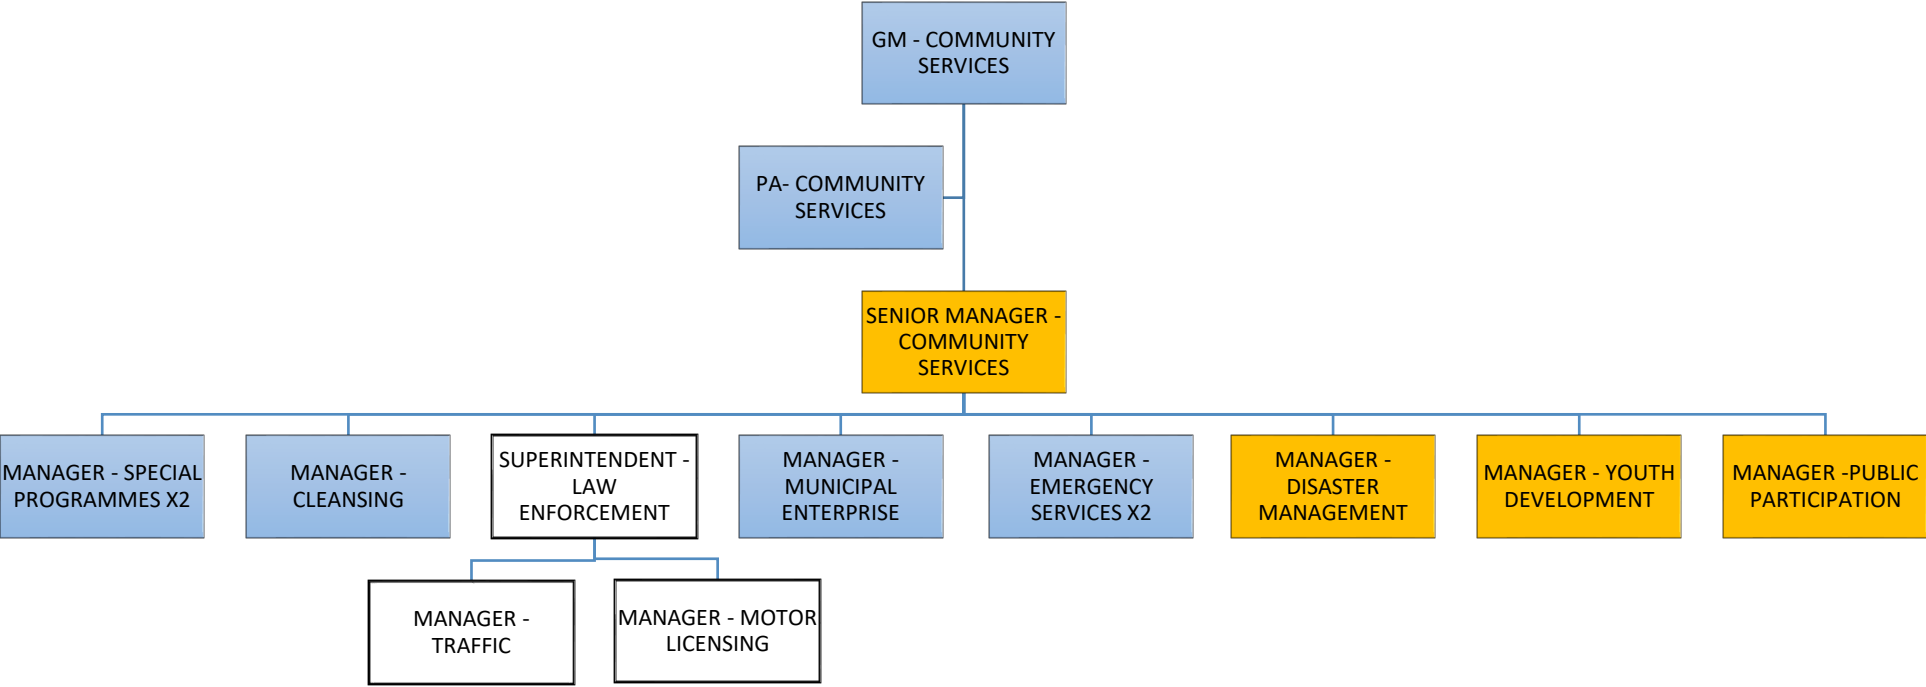 GM - COMMUNITY
SERVICES
PA- COMMUNITY
SERVICES
SENIOR MANAGER -
COMMUNITY
SERVICES
MANAGER - SPECIAL
PROGRAMMES X2
MANAGER -
CLEANSING
SUPERINTENDENT -
LAW
ENFORCEMENT
MANAGER -
MUNICIPAL
ENTERPRISE
MANAGER -
EMERGENCY
SERVICES X2
MANAGER -
DISASTER
MANAGEMENT
MANAGER - YOUTH
DEVELOPMENT
MANAGER -PUBLIC
PARTICIPATION
MANAGER -
TRAFFIC
MANAGER - MOTOR
LICENSING